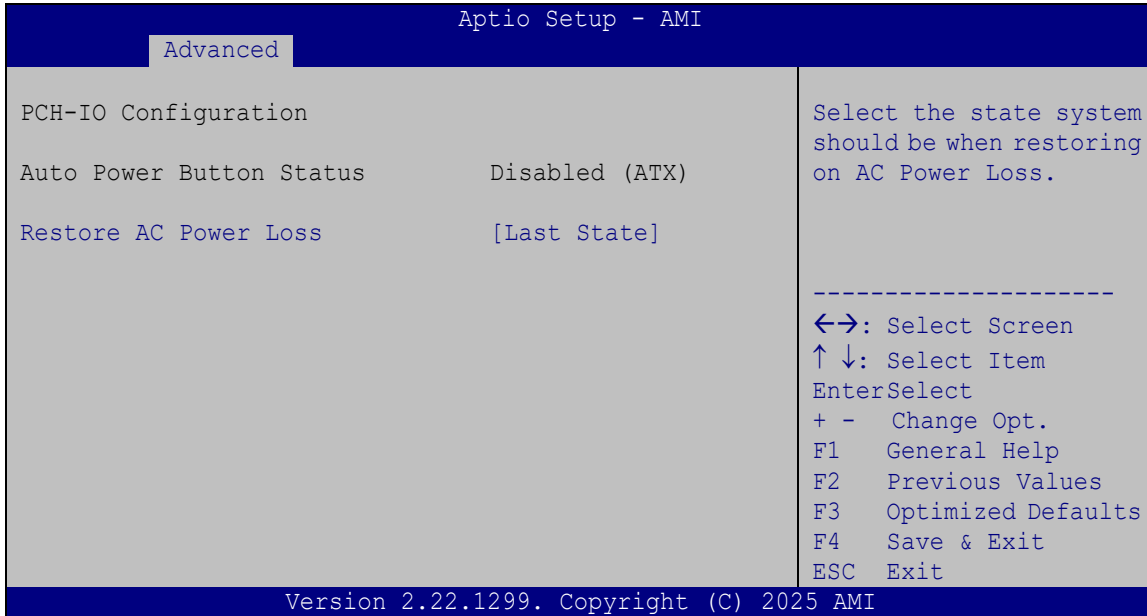 Aptio Setup - AMI
Advanced
PCH-IO Configuration
Auto Power Button Status Disabled (ATX)
Restore AC Power Loss [Last State]
Select the state system
should be when restoring
on AC Power Loss.
---------------------
←→: Select Screen
↑ ↓: Select Item
EnterSelect
+ - Change Opt.
F1 General Help
F2 Previous Values
F3 Optimized Defaults
F4 Save & Exit
ESC Exit
Version 2.22.1299. Copyright (C) 2025 AMI